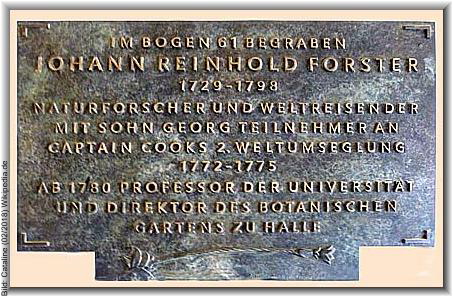 IM BOGEN 61 BEGRABEN
JOHANN REINHOLD FORSTER
1729-1798
NATURFORSCHER UND WELTREISENDER
MIT SOHN GEORG TEILNEHMER AN
CAPTAIN COOKS 2. WELTUMSEGLUNG
1772-1775
AB 1780 PROFESSOR DER UNIVERSITÄT
UND DIREKTOR DES BOTANISCHEN
GARTENS ZU HALLE
Bild: Catatine (02/2018) Wikipedia.de